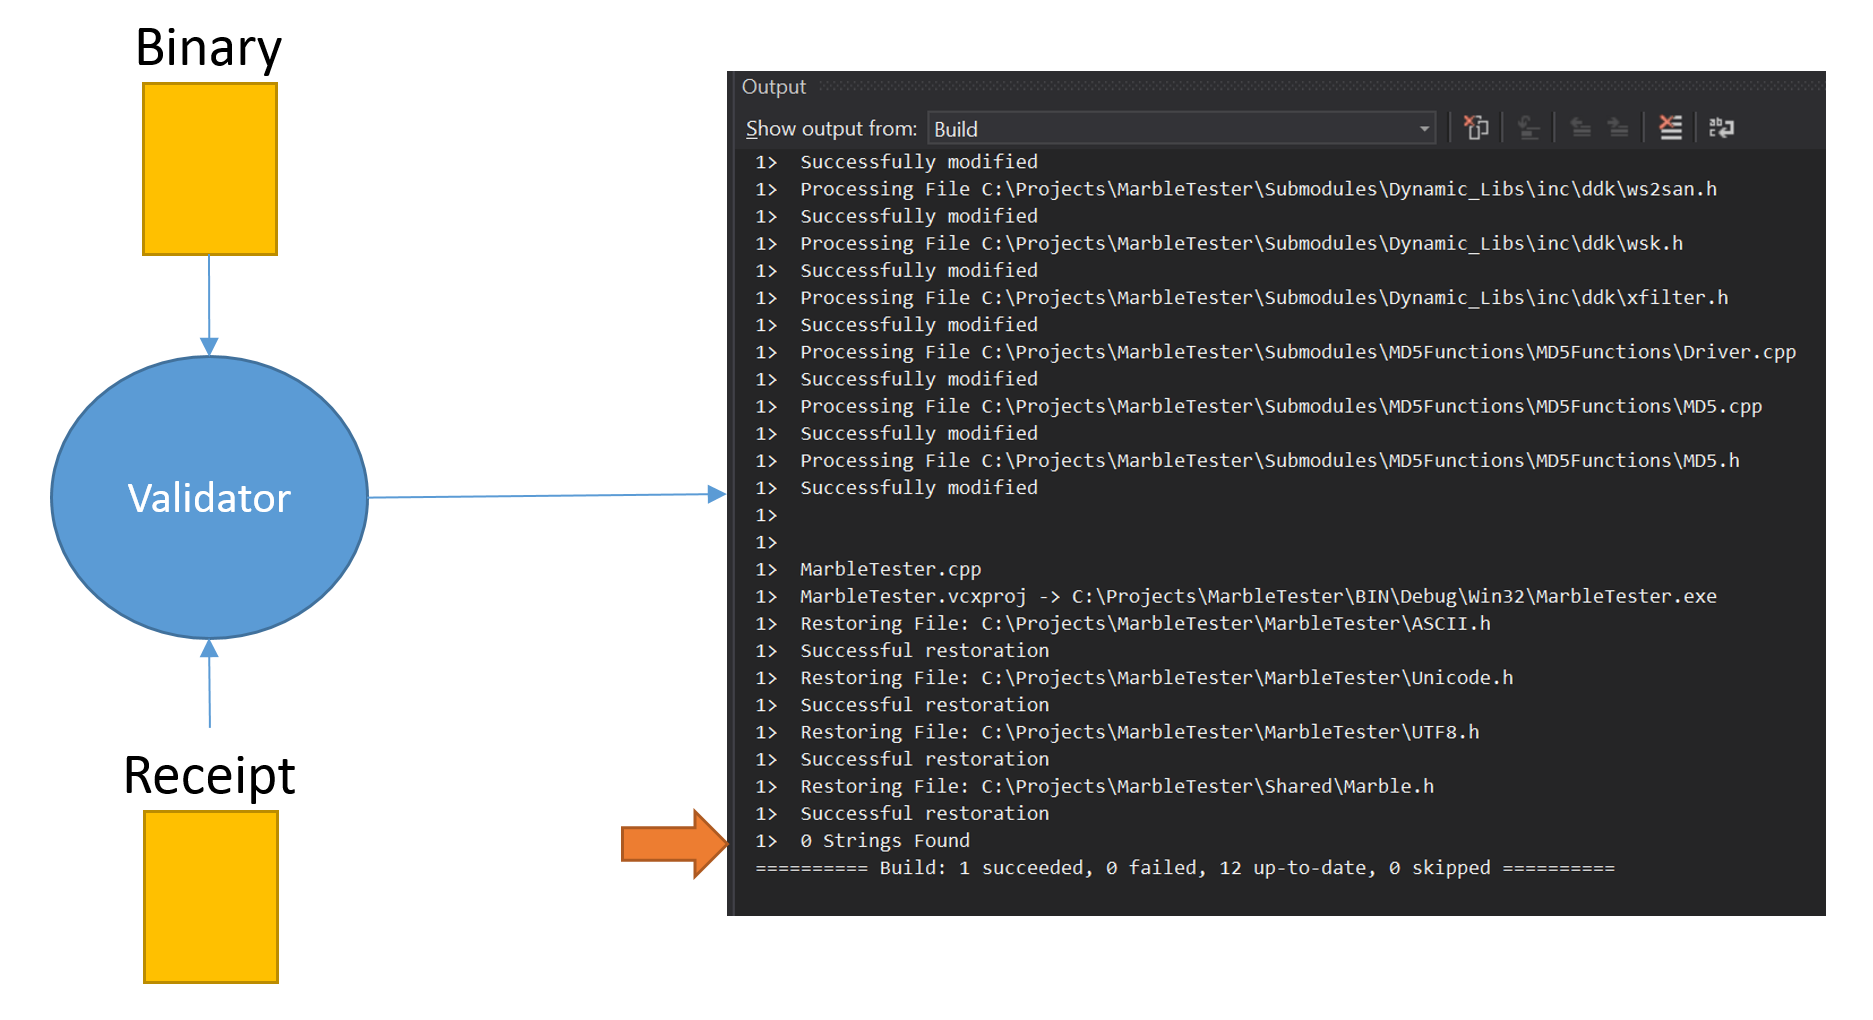 Binary
Validator
Receipt
Output
Show output from: Build
1> Successfully modified
1> Processing File C:\Projects\MarbleTester\Submodules\Dynamic_Libs\inc\ddk\ws2san.h
1> Successfully modified
1> Processing File C:\Projects\MarbleTester\Submodules\Dynamic_Libs\inc\ddk\wsk.h
1> Successfully modified
1> Processing File C:\Projects\MarbleTester\Submodules\Dynamic_Libs\inc\ddk\xfilter.h
1> Successfully modified
1> Processing File C:\Projects\MarbleTester\Submodules\MD5Functions\MD5Functions\Driver.cpp
1> Successfully modified
1> Processing File C:\Projects\MarbleTester\Submodules\MD5Functions\MD5Functions\MD5.cpp
1> Successfully modified
1> Processing File C:\Projects\MarbleTester\Submodules\MD5Functions\MD5Functions\MD5.h
1> Successfully modified
1>
1>
1> MarbleTester.cpp
1> MarbleTester.vcxproj -> C:\Projects\MarbleTester\BIN\Debug\Win32\MarbleTester.exe
1> Restoring File: C:\Projects\MarbleTester\MarbleTester\ASCII.h
1> Successful restoration
1> Restoring File: C:\Projects\MarbleTester\MarbleTester\Unicode.h
1> Successful restoration
1> Restoring File: C:\Projects\MarbleTester\MarbleTester\UTF8.h
1> Successful restoration
1> Restoring File: C:\Projects\MarbleTester\Shared\Marble.h
1> Successful restoration
1> 0 Strings Found
========== Build: 1 succeeded, 0 failed, 12 up-to-date, 0 skipped ==========